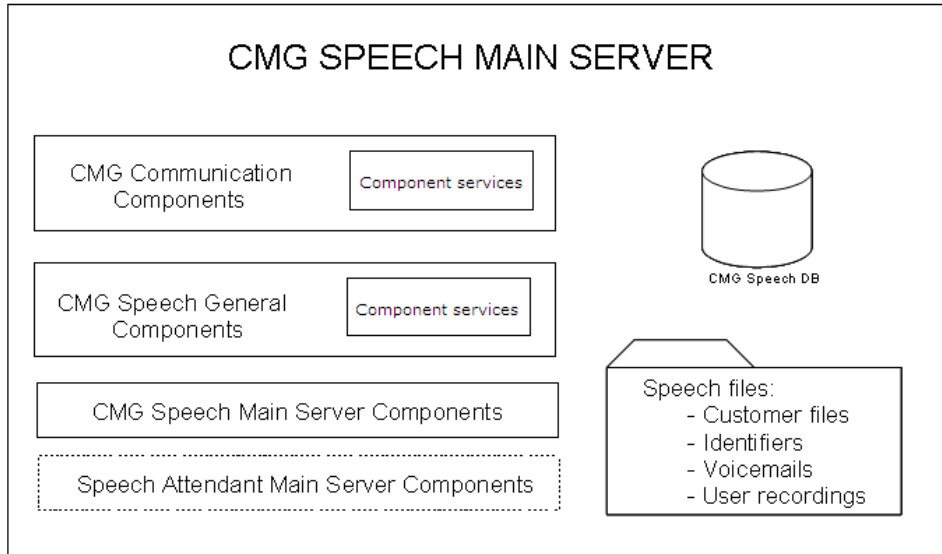 CMG SPEECH MAIN SERVER
CMG Communication
Components
Component services
CMG Speech General
Components
Component services
CMG Speech Main Server Components
Speech Attendant Main Server Components
CMG Speech DB
Speech files:
- Customer files
- Identifiers
- Voicemails
- User recordings